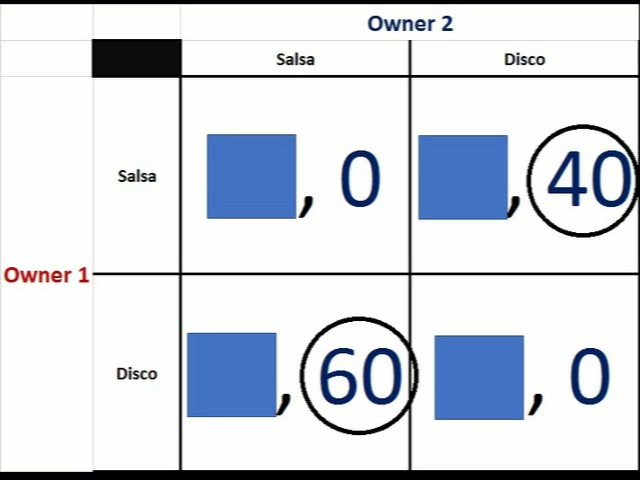 Owner 2
Salsa Disco
Salsa , 0 , 40
Owner 1
Disco , 60 , 0